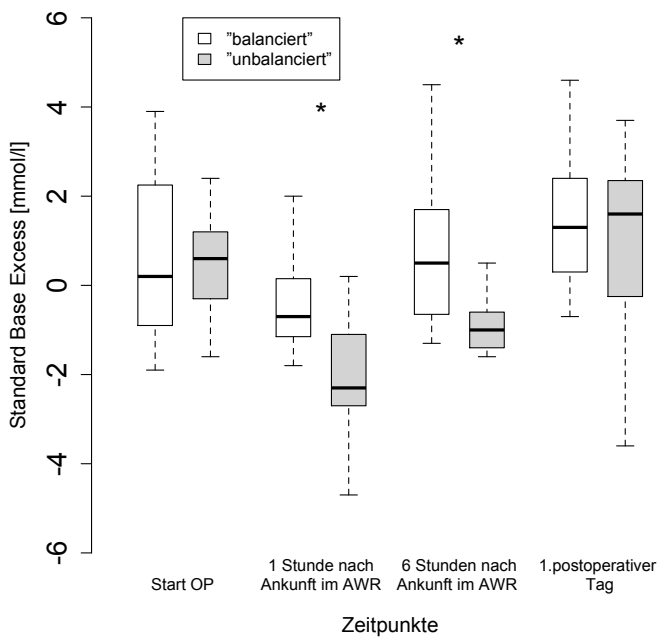 6
”balanciert”
”unbalanciert”
*
*
4
2
0
-2
-4
-6
Standard Base Excess [mmol/l]
Start OP
1 Stunde nach
Ankunft im AWR
6 Stunden nach
Ankunft im AWR
1.postoperativer
Tag
Zeitpunkte